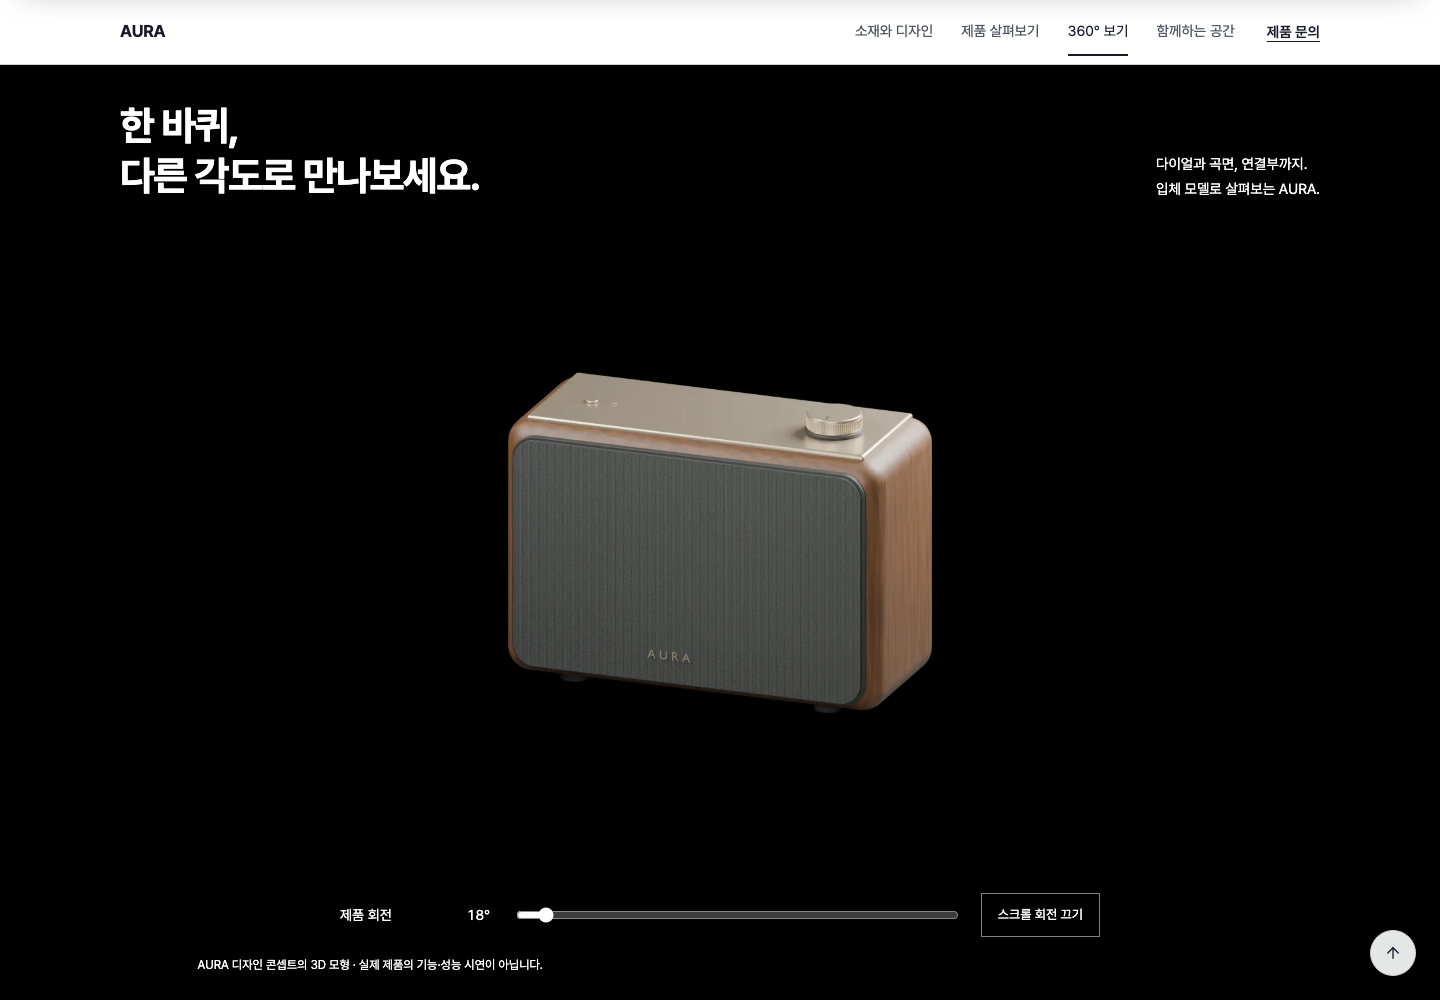 AURA
소재와 디자인
제품 살펴보기
360° 보기
함께하는 공간
제품 문의
한 바퀴,
다른 각도로 만나보세요.
다이얼과 곡면, 연결부까지.
입체 모델로 살펴보는 AURA.
AURA
제품 회전
18°
스크롤 회전 끄기
AURA 디자인 콘셉트의 3D 모형 · 실제 제품의 기능·성능 시연이 아닙니다.